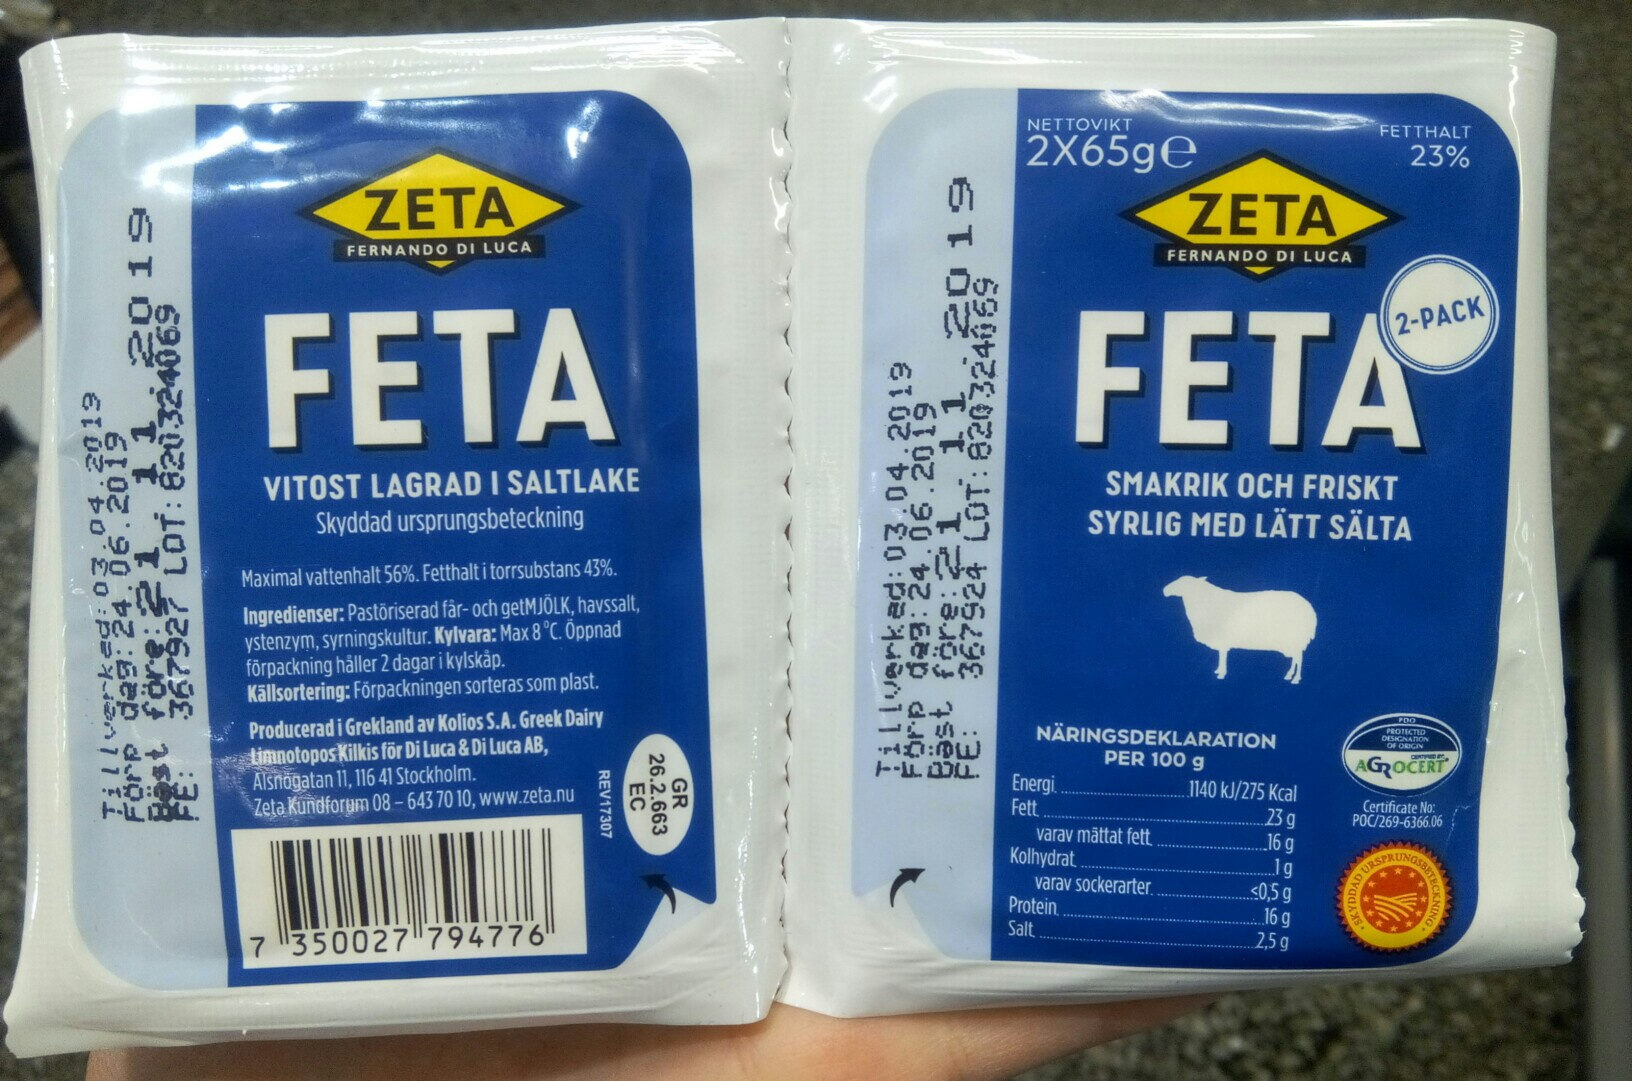 Tillverkad:03.04.2019
Förp dag:24.06.2019
Bäst före:21.11.2019
FE: 367927 LOT:820324069
ZETA
FERNANDO DI LUCA
FETA
VITOST LAGRAD I SALTLAKE
Skyddad ursprungsbeteckning
Maximal vattenhalt 56%. Fetthalt i torrsubstans 43%.
Ingredienser: Pastöriserad får- och getMJÖLK, havssalt,
ystenzym, syrningskultur. Kylvara: Max 8 °C. Öppnad
förpackning håller 2 dagar i kylskåp.
Källsortering: Förpackningen sorteras som plast.
Producerad i Grekland av Kolios S.A. Greek Dairy
Limnotopos Kilkis för Di Luca & Di Luca AB,
Alsnögatan 11, 116 41 Stockholm.
Zeta Kundforum 08 – 643 70 10, www.zeta.nu
REV17307
GR
26.2.663
EC
7 350027 794776
Tillverkad:03.04.2019
Förp dag:24.06.2019
Bäst före:21.11.2019
FE: 367924 LOT:820324069
NETTOVIKT
2X65g℮
FETTHALT
23%
ZETA
FERNANDO DI LUCA
2-PACK
FETA
SMAKRIK OCH FRISKT
SYRLIG MED LÄTT SÄLTA
NÄRINGSDEKLARATION
PER 100 g
Energi 1140 kJ/275 Kcal
Fett 23 g
varav mättat fett 16 g
Kolhydrat 1 g
varav sockerarter <0,5 g
Protein 16 g
Salt 2,5 g
PDO
PROTECTED
DESIGNATION
OF ORIGIN
CERTIFIED BY
AGROCERT
Certificate No:
POC/269-6366.06
SKYDDAD URSPRUNGSBETECKNING